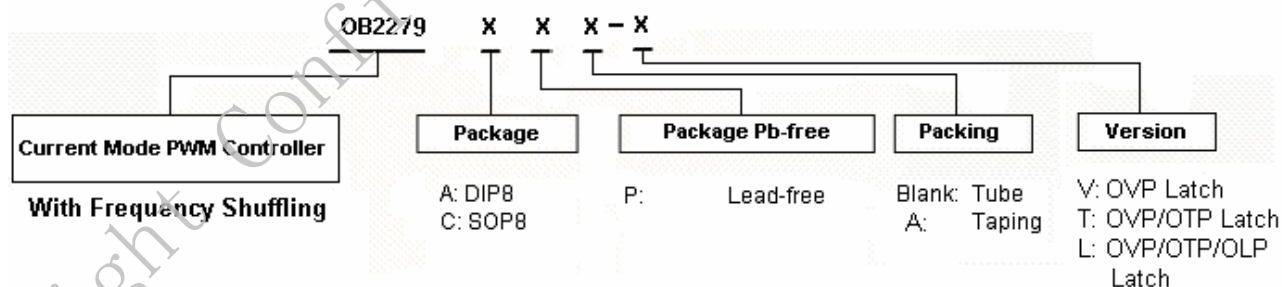 OB2279 X X X - X
Current Mode PWM Controller
With Frequency Shuffling
Package
A: DIP8
C: SOP8
Package Pb-free
P: Lead-free
Packing
Blank: Tube
A: Taping
Version
V: OVP Latch
T: OVP/OTP Latch
L: OVP/OTP/OLP
Latch